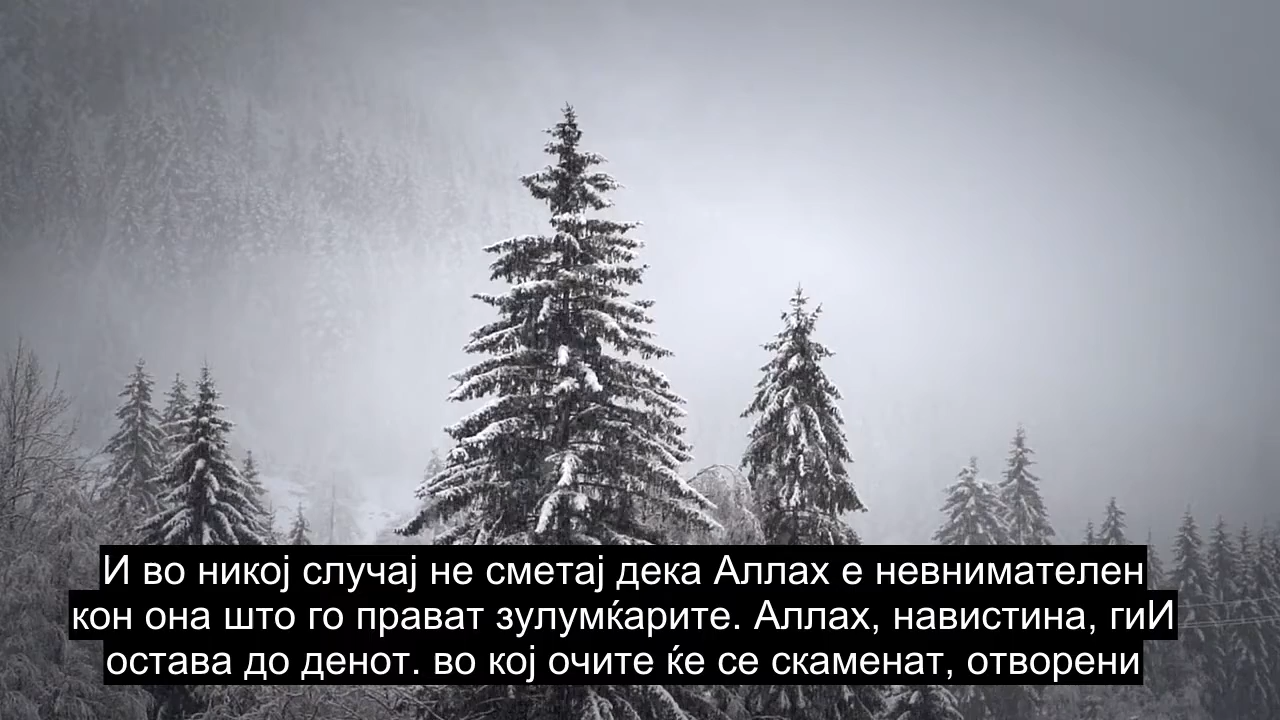 И во никој случај не сметај дека Аллах е невнимателен
кон она што го прават зулумќарите. Аллах, навистина, гиИ
остава до денот. во кој очите ќе се скаменат, отворени